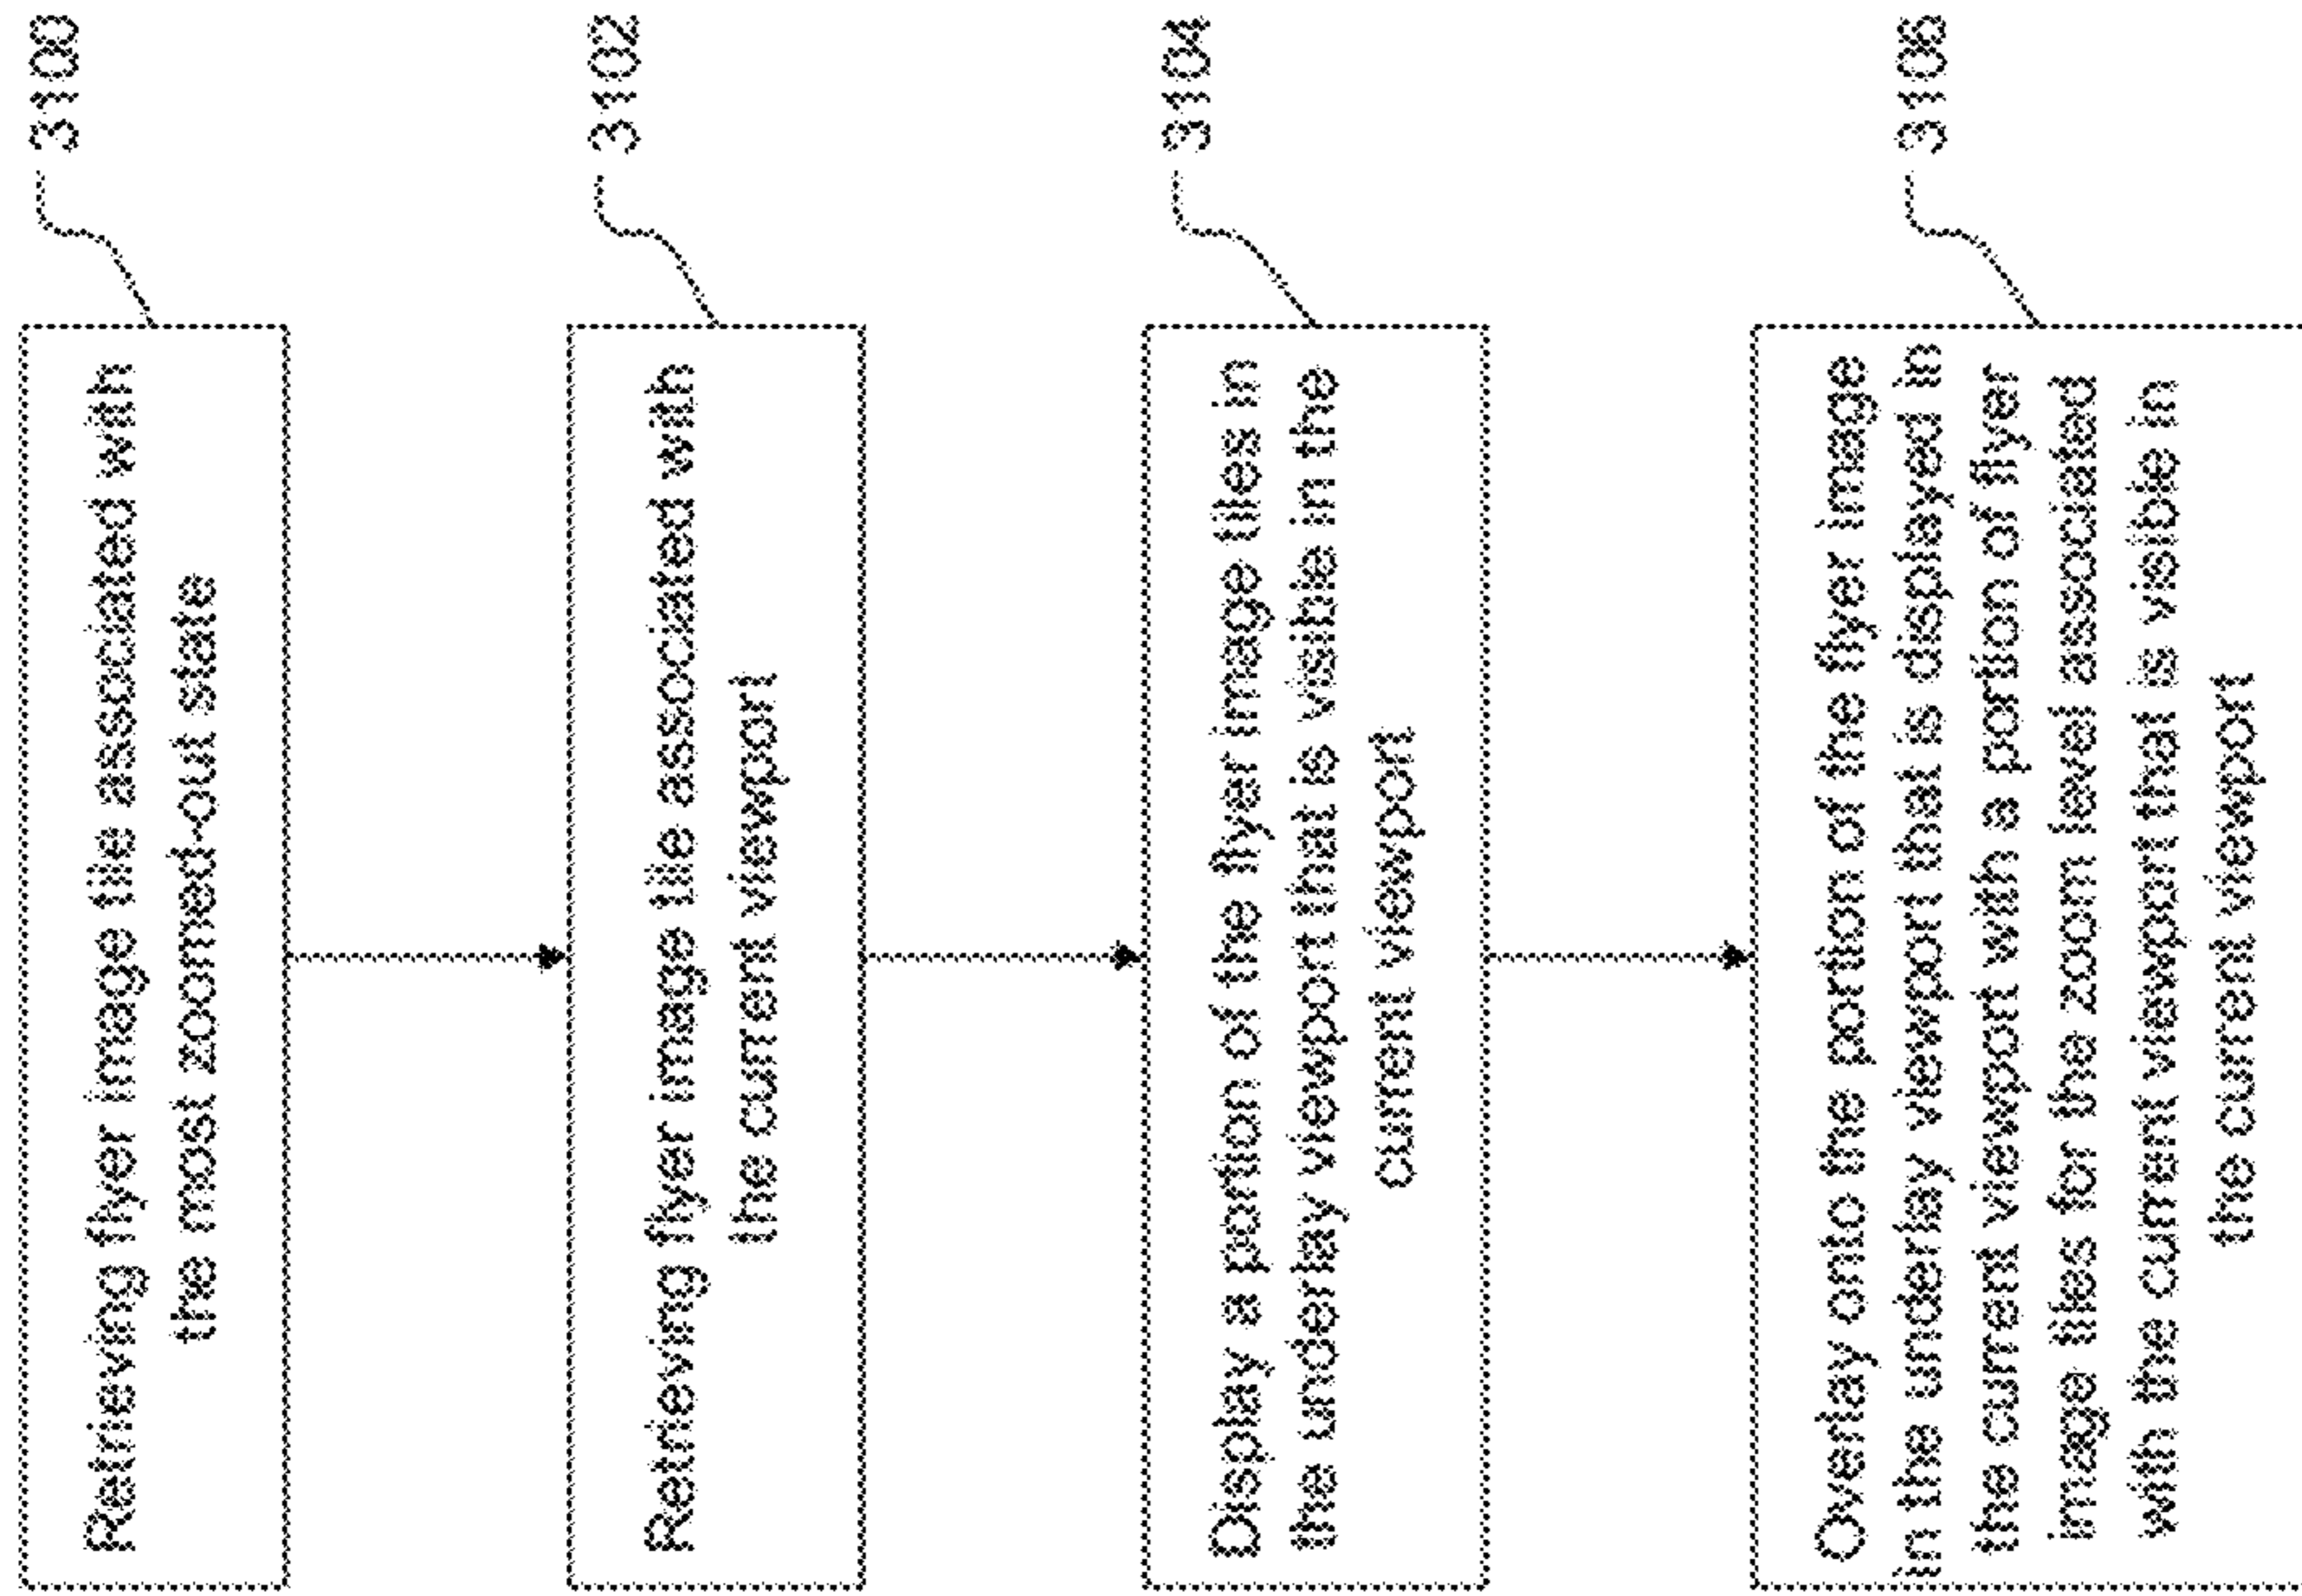 Retrieving flyer image tile associated with
the most zoomed-out state
3100
Retrieving flyer image tile associated with
the current viewport
3102
Display a portion of the flyer image tiles in
the underlay viewport that is visible in the
current viewport
3104
Overlay onto the portion of the flyer image
in the underlay viewport that is displayed in
the current viewport with a portion of flyer
image tiles for the zoom level associated
with the current viewport that is visible in
the current viewport
3106